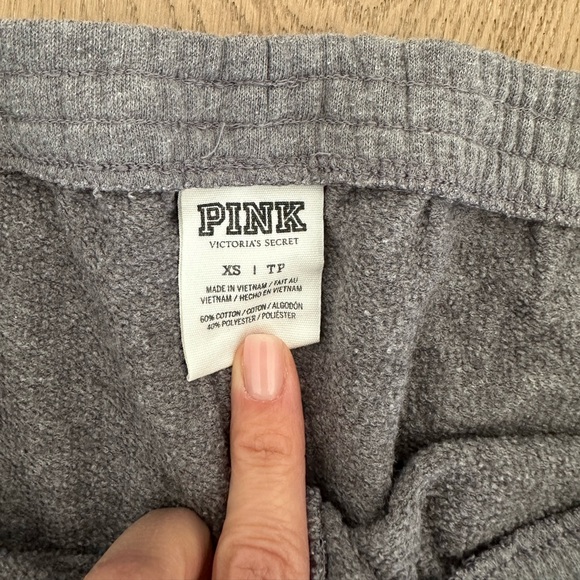 PINK
VICTORIA'S SECRET
XS | TP
MADE IN VIETNAM / FAIT AU
VIETNAM / HECHO EN VIETNAM
60% COTTON / COTON / ALGODÓN
40% POLYESTER / POLIÉSTER